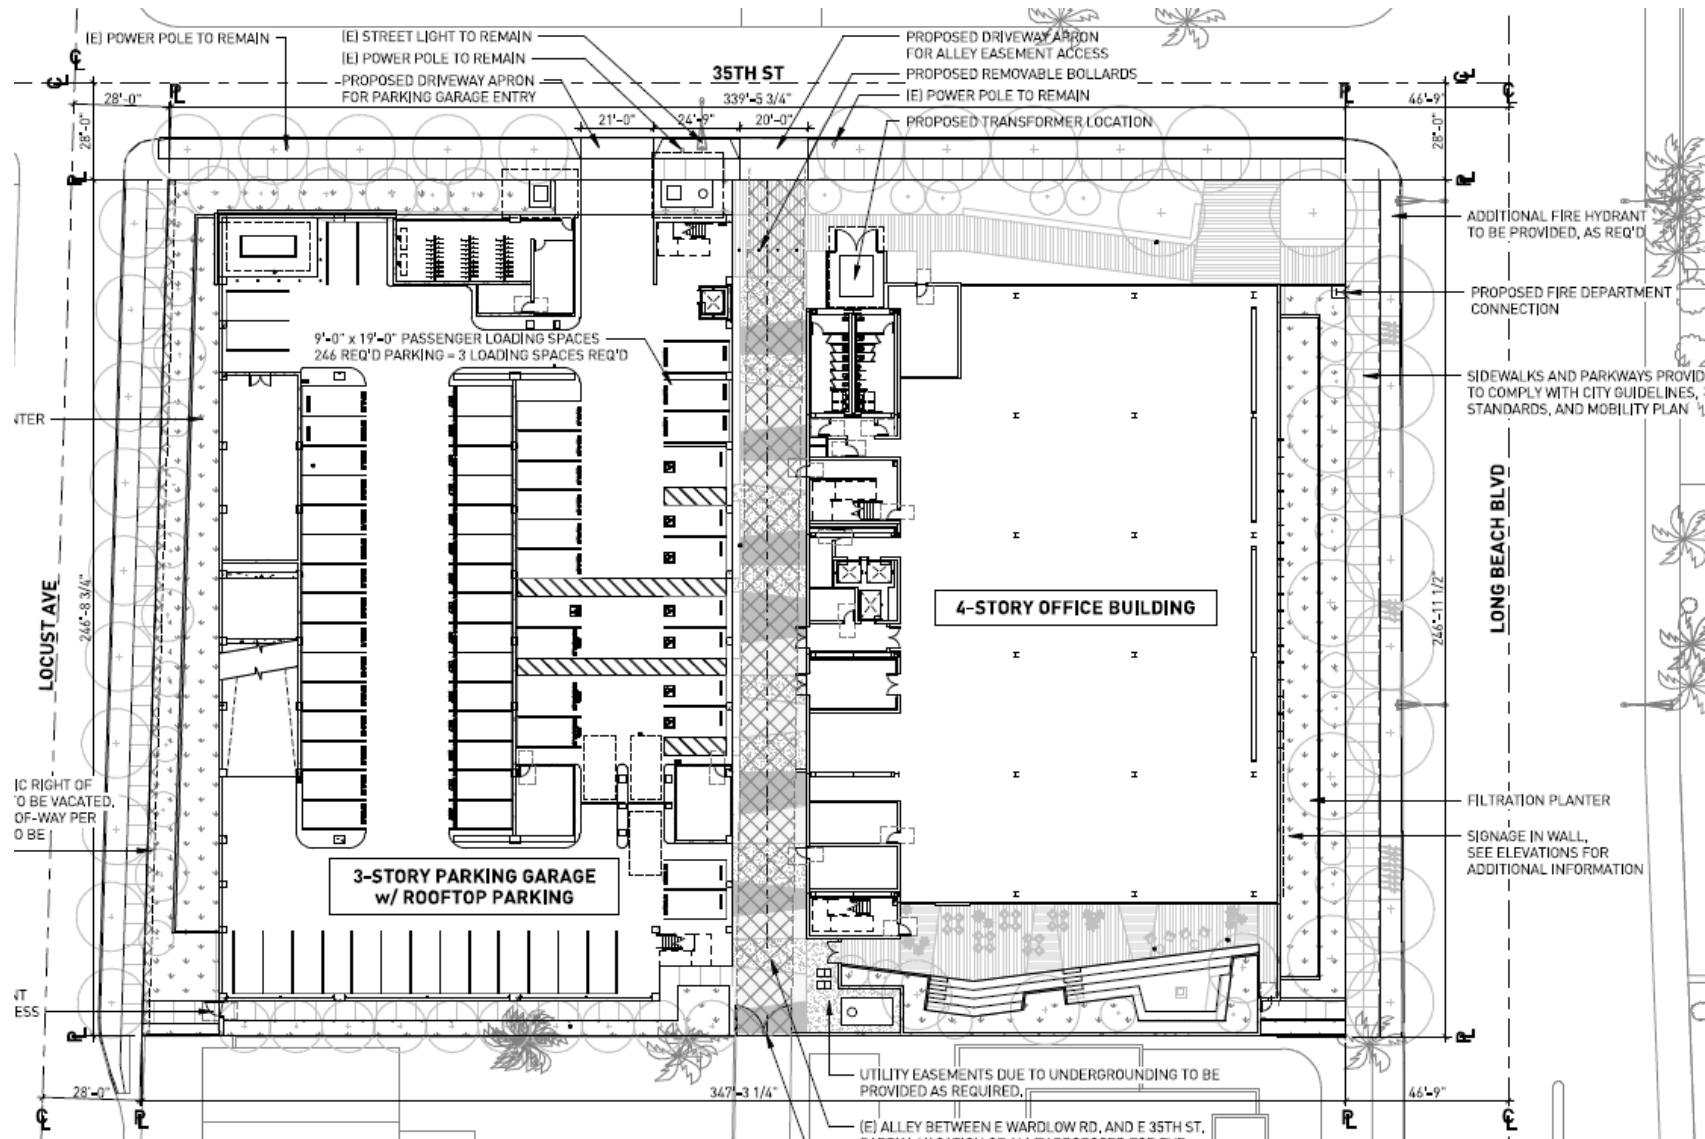 (E) POWER POLE TO REMAIN
(E) STREET LIGHT TO REMAIN
(E) POWER POLE TO REMAIN
PROPOSED DRIVEWAY APRON
FOR PARKING GARAGE ENTRY
35TH ST
PROPOSED DRIVEWAY APRON
FOR ALLEY EASEMENT ACCESS
PROPOSED REMOVABLE BOLLARDS
(E) POWER POLE TO REMAIN
PROPOSED TRANSFORMER LOCATION
28'-0"
339'-5 3/4"
46'-9"
21'-0"
24'-9"
20'-0"
28'-0"
28'-0"
ADDITIONAL FIRE HYDRANT
TO BE PROVIDED, AS REQ'D
PROPOSED FIRE DEPARTMENT
CONNECTION
9'-0" x 19'-0" PASSENGER LOADING SPACES
246 REQ'D PARKING = 3 LOADING SPACES REQ'D
SIDEWALKS AND PARKWAYS PROVID
TO COMPLY WITH CITY GUIDELINES,
STANDARDS, AND MOBILITY PLAN
NTER
LOCUST AVE
246'-8 3/4"
4-STORY OFFICE BUILDING
246'-11 1/2"
LONG BEACH BLVD
IC RIGHT OF
O BE VACATED,
OF-WAY PER
O BE
FILTRATION PLANTER
SIGNAGE IN WALL,
SEE ELEVATIONS FOR
ADDITIONAL INFORMATION
3-STORY PARKING GARAGE
w/ ROOFTOP PARKING
NT
ESS
UTILITY EASEMENTS DUE TO UNDERGROUNDING TO BE
PROVIDED AS REQUIRED.
28'-0"
347'-3 1/4"
46'-9"
(E) ALLEY BETWEEN E WARDLOW RD, AND E 35TH ST,